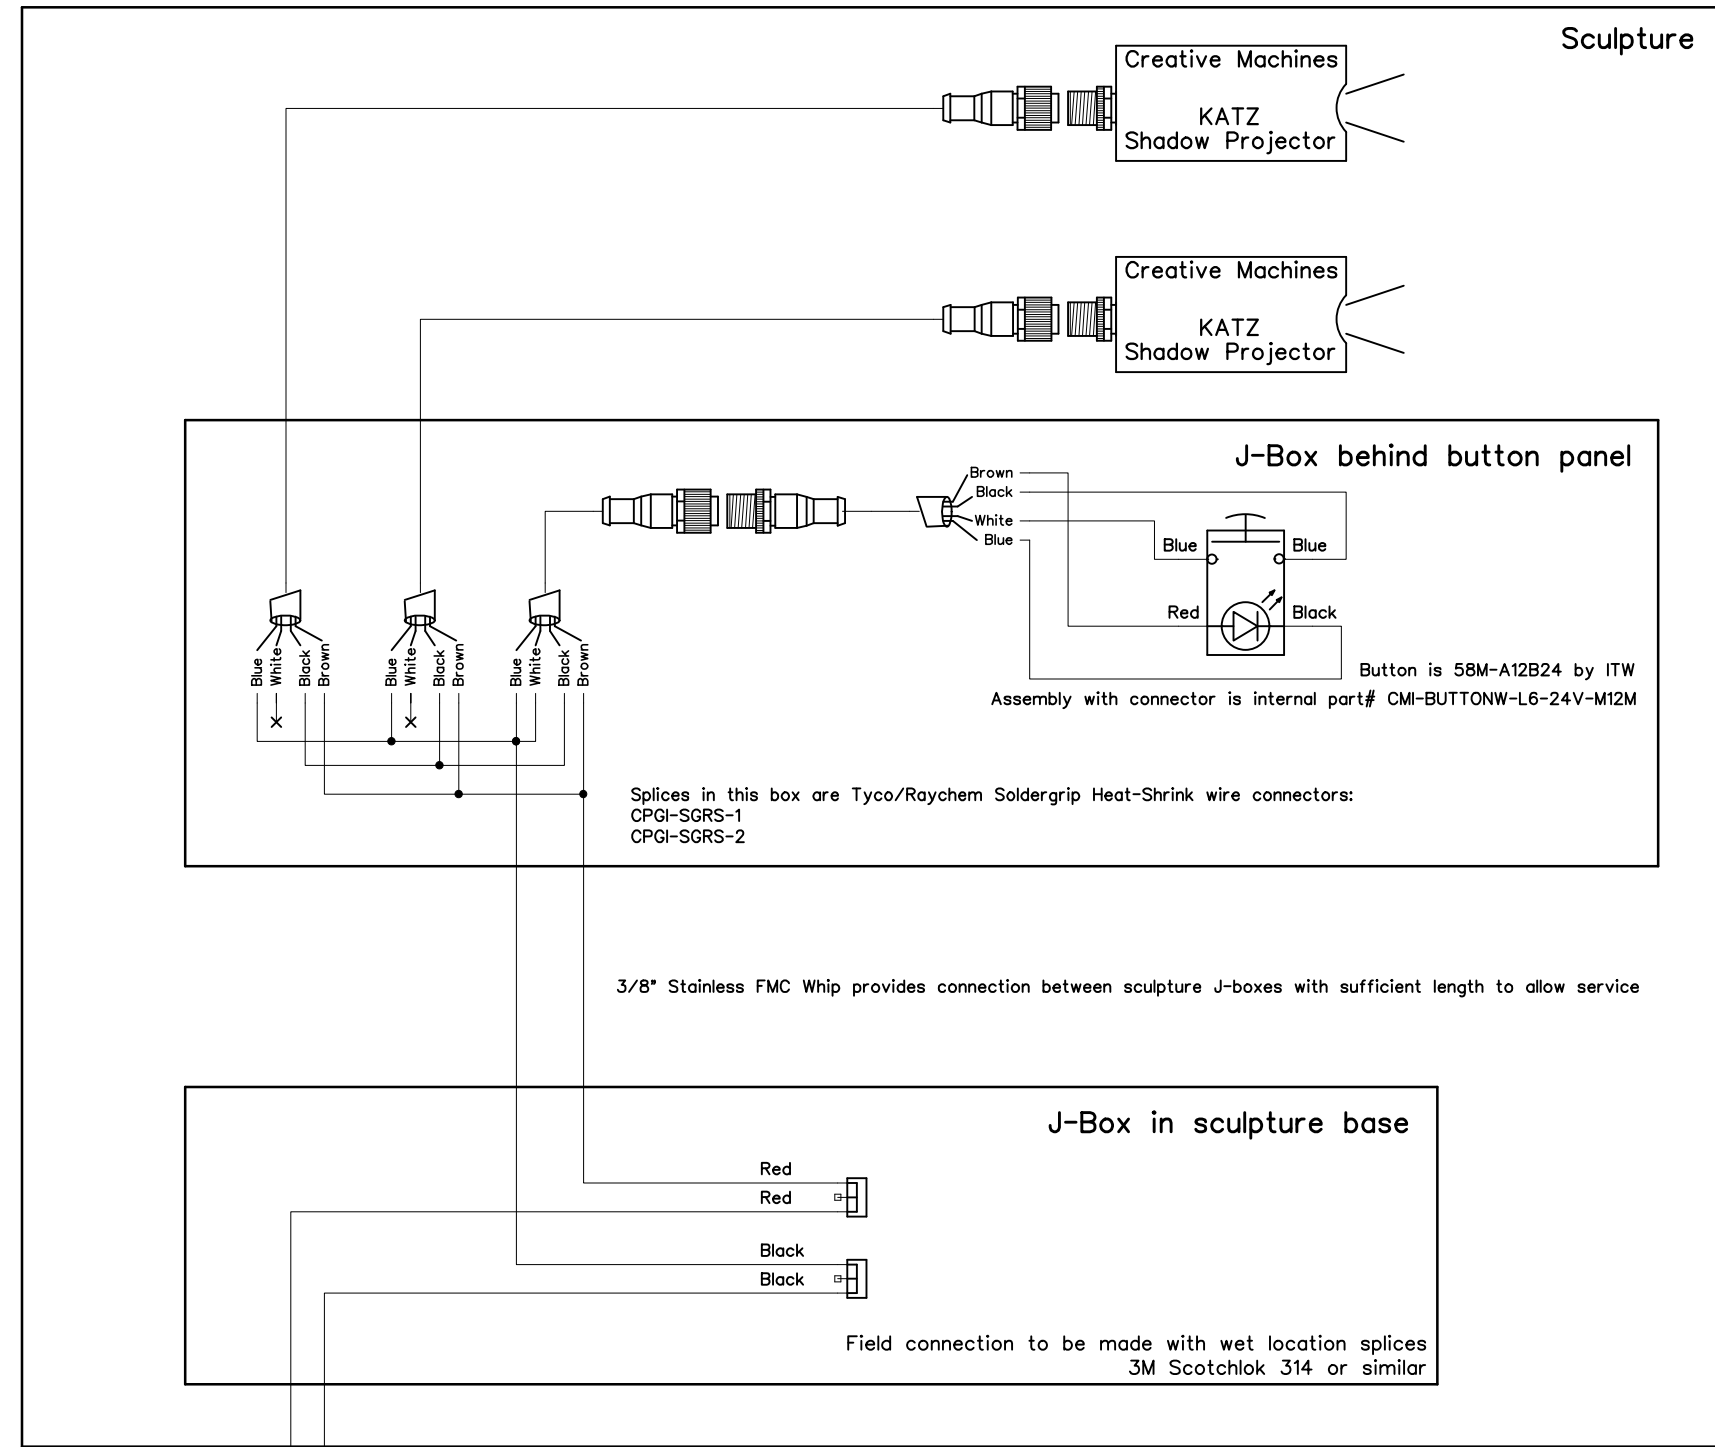 Sculpture
Creative Machines
KATZ
Shadow Projector
Creative Machines
KATZ
Shadow Projector
J-Box behind button panel
Brown
Black
White
Blue
Blue
Blue
Red
Black
Button is 58M-A12B24 by ITW
Assembly with connector is internal part# CMI-BUTTONW-L6-24V-M12M
Blue
White
Black
Brown
Blue
White
Black
Brown
Blue
White
Black
Brown
Splices in this box are Tyco/Raychem Soldergrip Heat-Shrink wire connectors:
CPGI-SGRS-1
CPGI-SGRS-2
3/8" Stainless FMC Whip provides connection between sculpture J-boxes with sufficient length to allow service
J-Box in sculpture base
Red
Red
Black
Black
Field connection to be made with wet location splices
3M Scotchlok 314 or similar